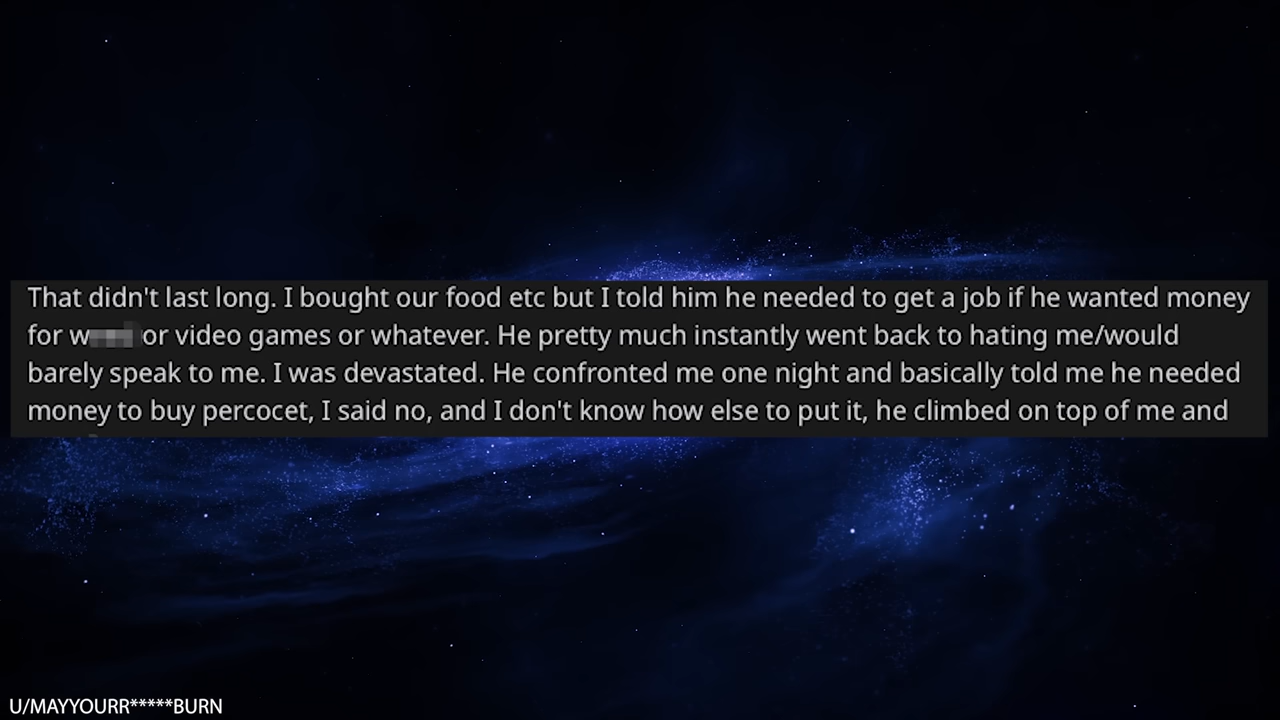 That didn't last long. I bought our food etc but I told him he needed to get a job if he wanted money
for w or video games or whatever. He pretty much instantly went back to hating me/would
barely speak to me. I was devastated. He confronted me one night and basically told me he needed
money to buy percocet, I said no, and I don't know how else to put it, he climbed on top of me and
U/MAYYOURR*****BURN